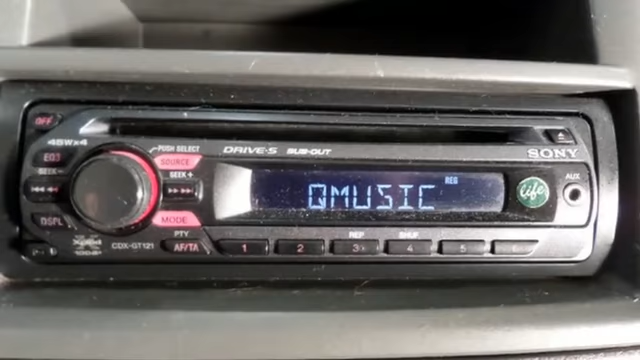 OFF
45Wx4
PUSH SELECT
DRIVE-S SUB-OUT
SONY
EQ3
SOURCE
SEEK-
SEEK+
REG
QMUSIC
life
AUX
DSPL
MODE
PTY
AF/TA
CDX-GT121
REP
SHUF
1 2 3 4 5 6